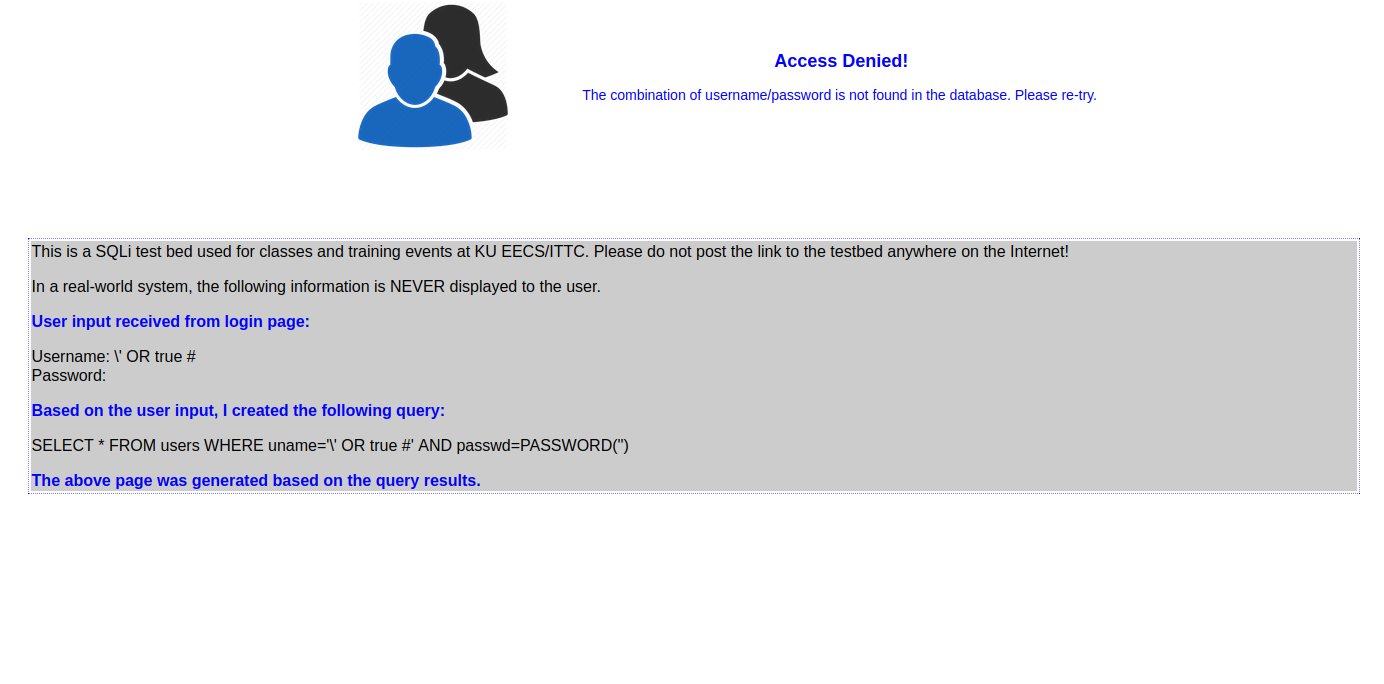 Access Denied!
The combination of username/password is not found in the database. Please re-try.
This is a SQLi test bed used for classes and training events at KU EECS/ITTC. Please do not post the link to the testbed anywhere on the Internet!
In a real-world system, the following information is NEVER displayed to the user.
User input received from login page:
Username: \' OR true #
Password:
Based on the user input, I created the following query:
SELECT * FROM users WHERE uname='\' OR true #' AND passwd=PASSWORD('')
The above page was generated based on the query results.